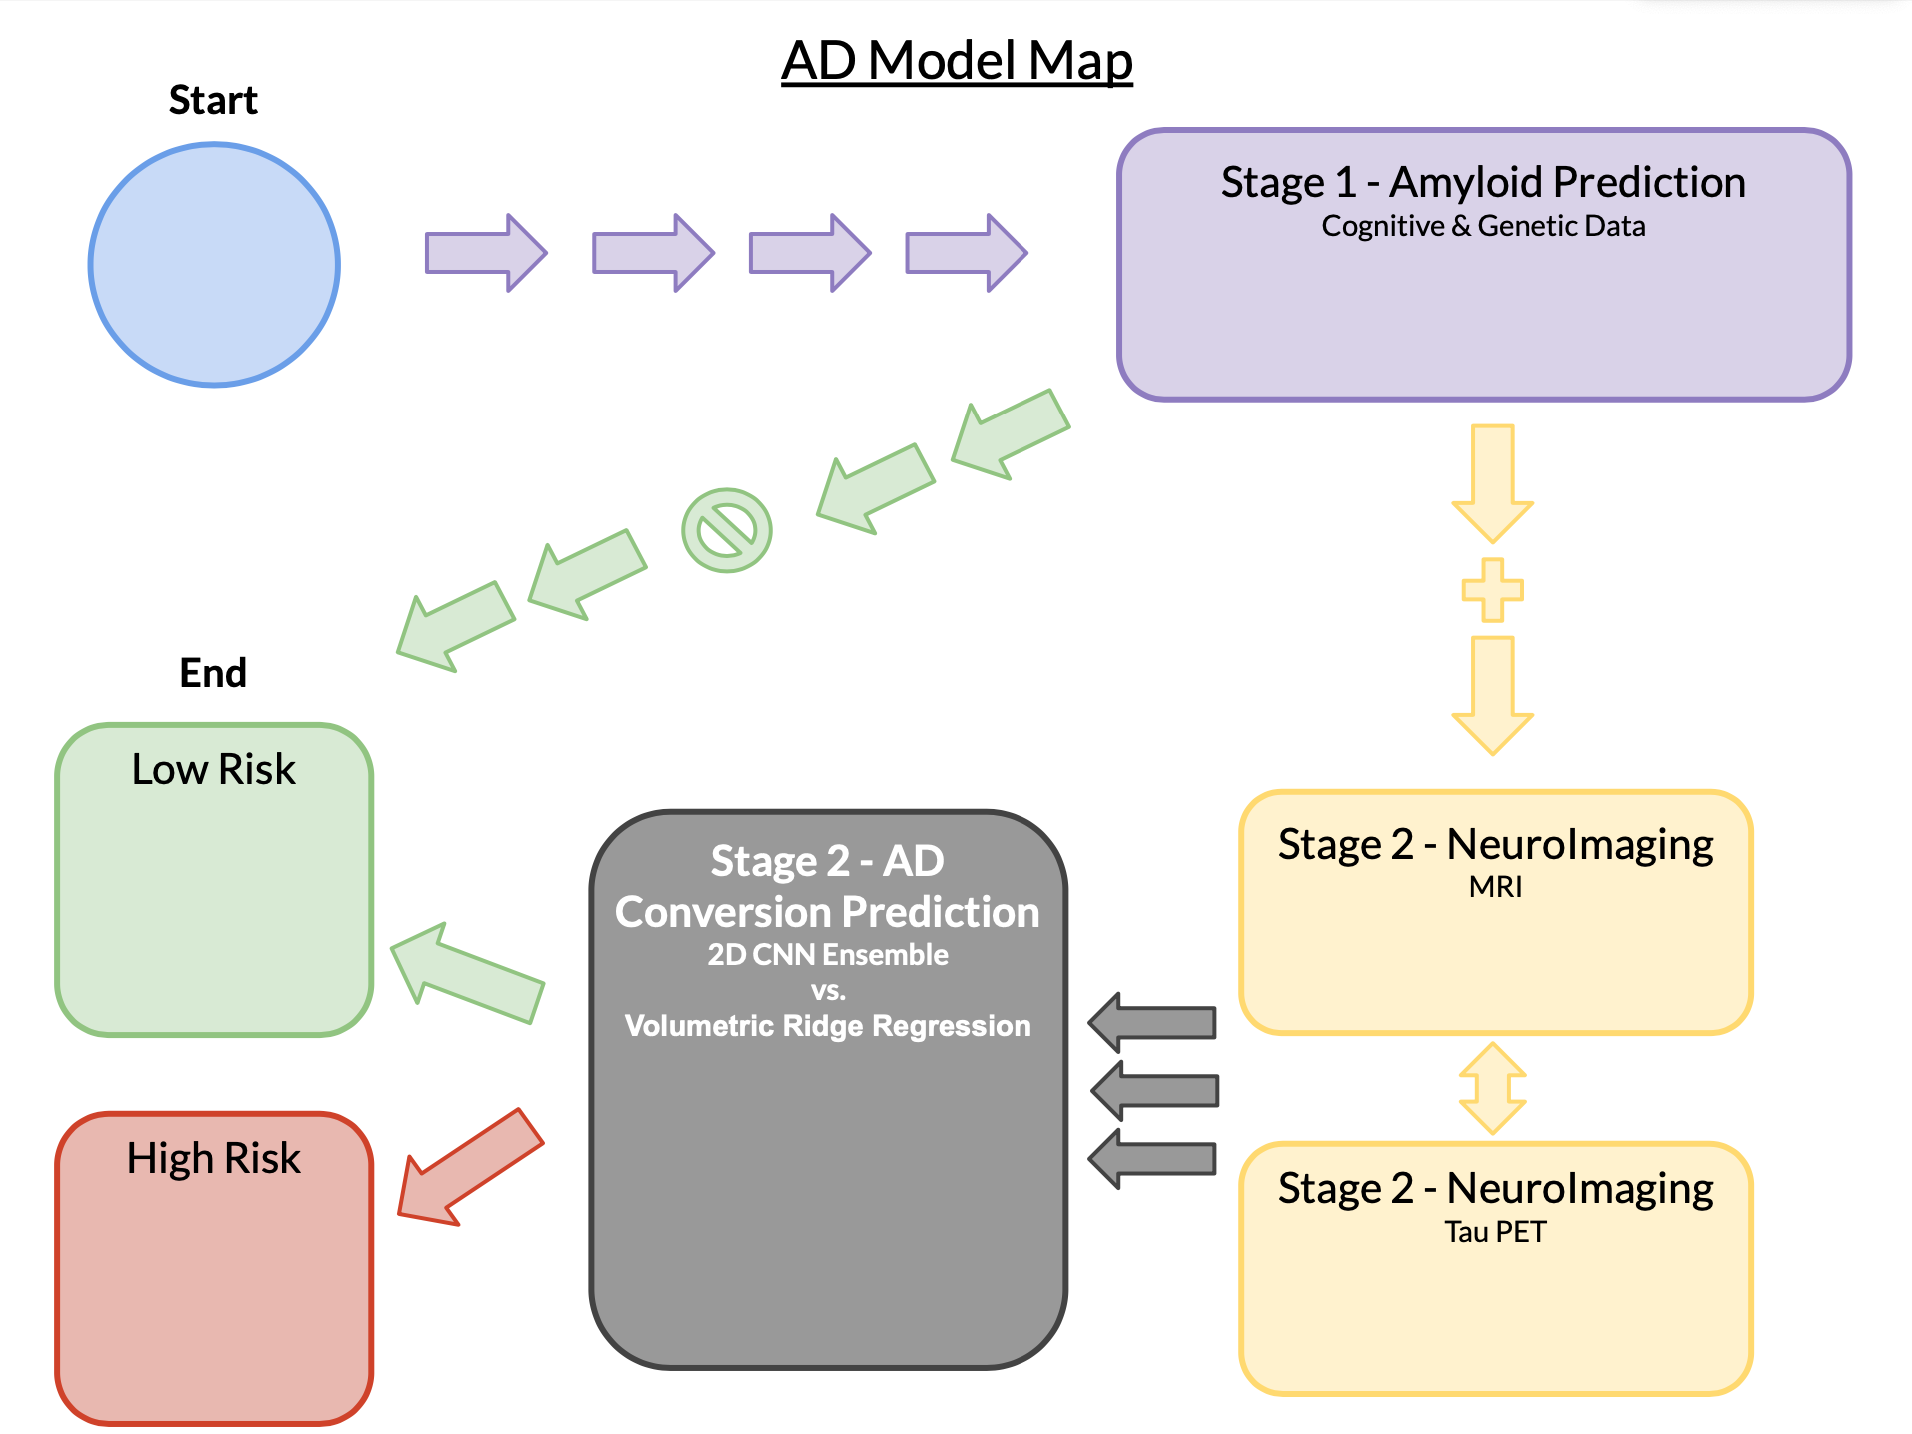 AD Model Map
Start
Stage 1 - Amyloid Prediction
Cognitive & Genetic Data
End
Low Risk
Stage 2 - AD
Conversion Prediction
2D CNN Ensemble
vs.
Volumetric Ridge Regression
Stage 2 - NeuroImaging
MRI
High Risk
Stage 2 - NeuroImaging
Tau PET